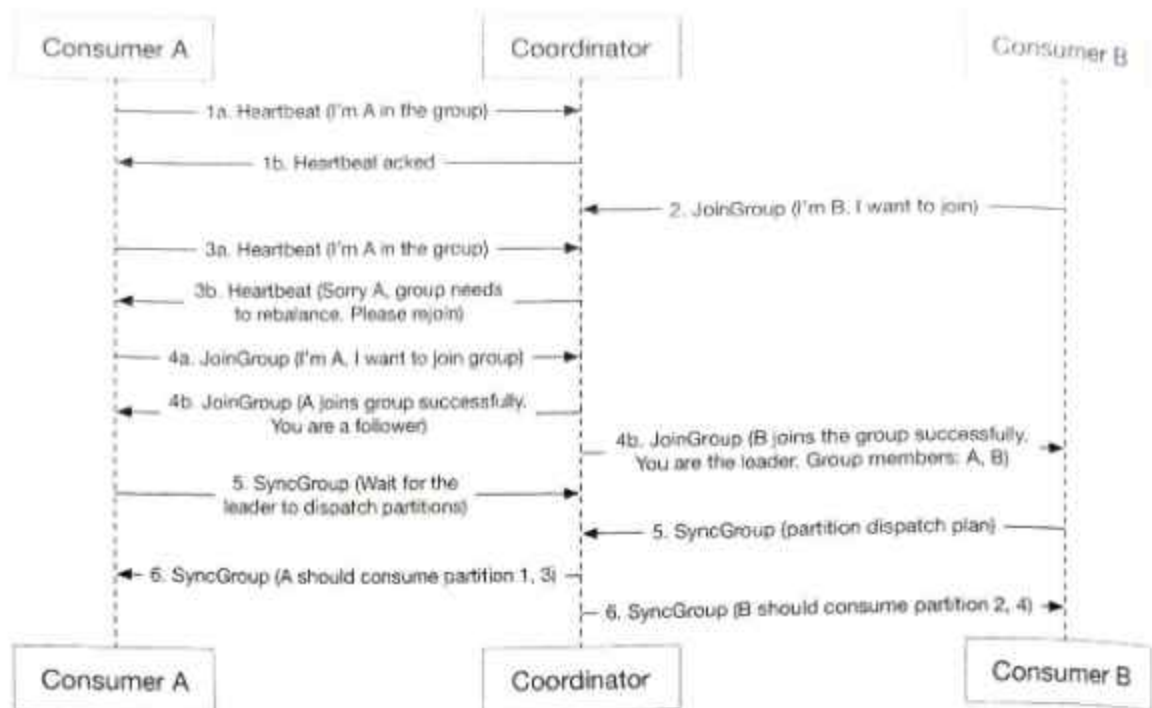 Consumer A
Coordinator
Consumer B
1a. Heartbeat (I'm A in the group)
1b. Heartbeat acked
2. JoinGroup (I'm B, I want to join)
3a. Heartbeat (I'm A in the group)
3b. Heartbeat (Sorry A, group needs
to rebalance. Please rejoin)
4a. JoinGroup (I'm A, I want to join group)
4b. JoinGroup (A joins group successfully.
You are a follower)
4b. JoinGroup (B joins the group successfully.
You are the leader. Group members: A, B)
5. SyncGroup (Wait for the
leader to dispatch partitions)
5. SyncGroup (partition dispatch plan)
6. SyncGroup (A should consume partition 1, 3)
6. SyncGroup (B should consume partition 2, 4)
Consumer A
Coordinator
Consumer B